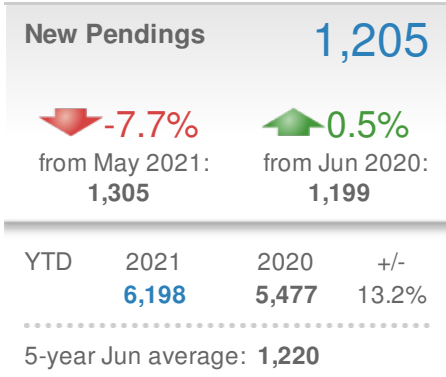 New Pendings 1,205
-7.7% 0.5%
from May 2021: from Jun 2020:
1,305 1,199
YTD 2021 2020 +/-
6,198 5,477 13.2%
5-year Jun average: 1,220